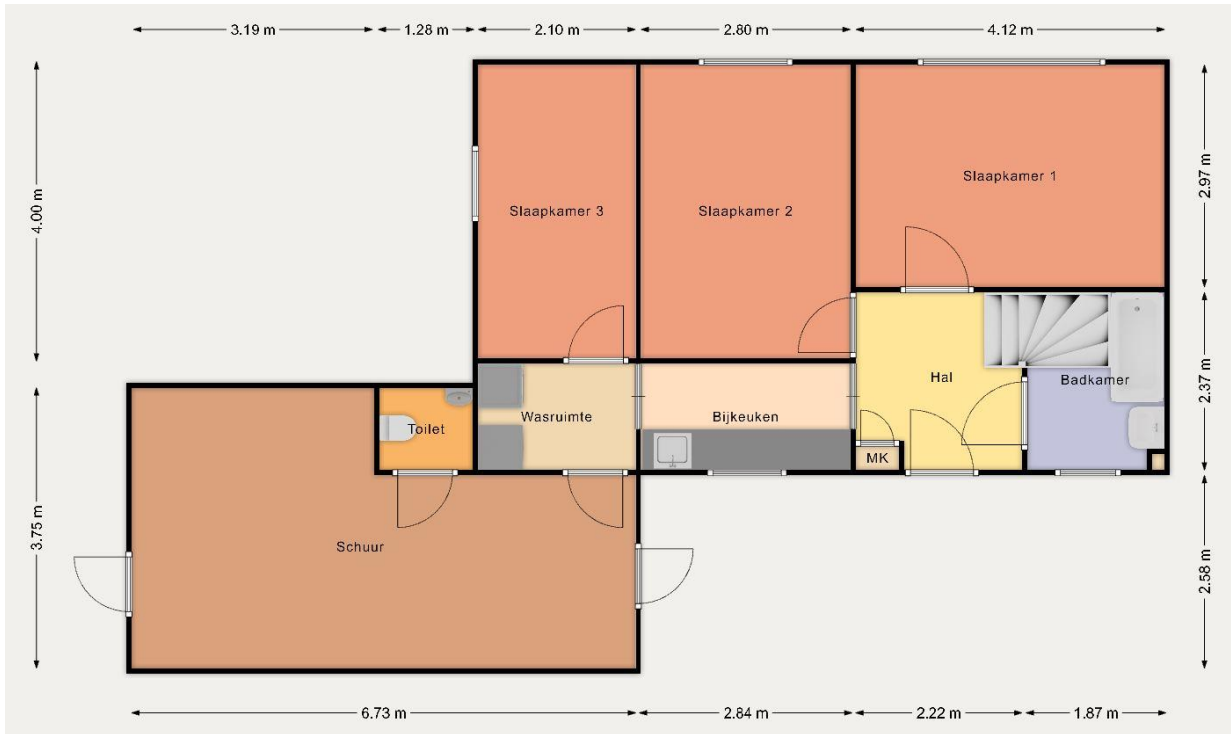 3.19 m 1.28 m 2.10 m 2.80 m 4.12 m
4.00 m
2.97 m
Slaapkamer 1
Slaapkamer 3
Slaapkamer 2
2.37 m
Hal
Badkamer
Wasruimte
Bijkeuken
Toilet
MK
3.75 m
Schuur
2.58 m
6.73 m 2.84 m 2.22 m 1.87 m